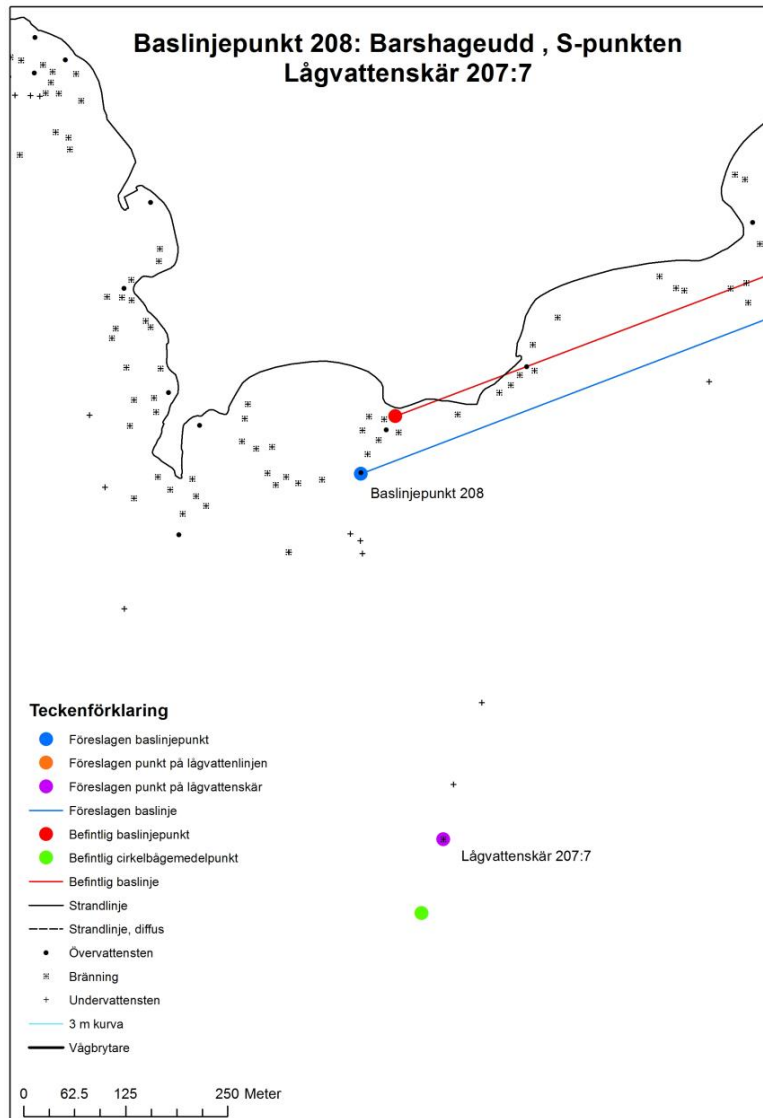 Baslinjepunkt 208: Barshageudd , S-punkten
Lågvattenskär 207:7
Baslinjepunkt 208
Teckenförklaring
Föreslagen baslinjepunkt
Föreslagen punkt på lågvattenlinjen
Föreslagen punkt på lågvattenskär
Föreslagen baslinje
Befintlig baslinjepunkt
Lågvattenskär 207:7
Befintlig cirkelbågemedelpunkt
Befintlig baslinje
Strandlinje
Strandlinje, diffus
Övervattensten
Bränning
Undervattensten
3 m kurva
Vågbrytare
0 62.5 125 250 Meter